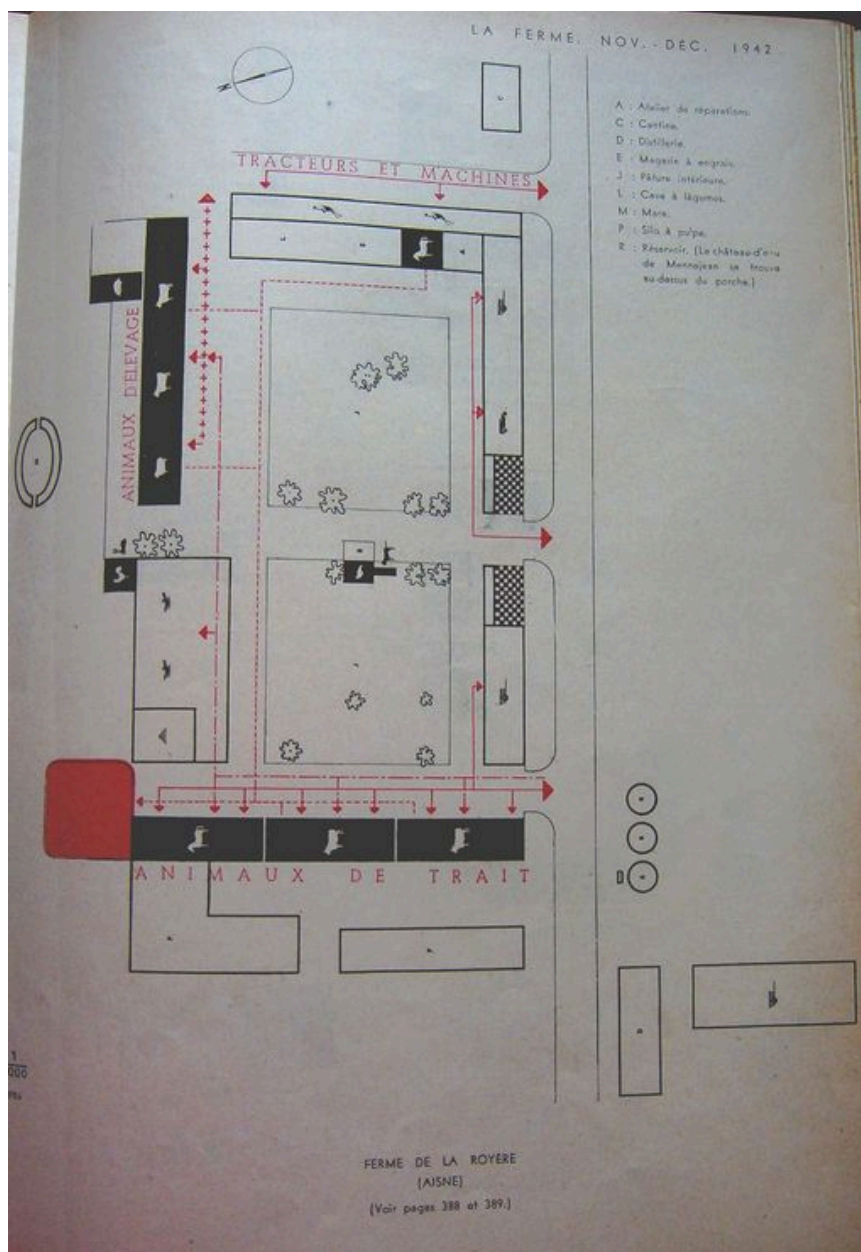 LA FERME. NOV.-DÉC. 1942
A : Atelier de réparations.
C : Cantine.
D : Distillerie.
E : Magasin à engrais.
J : Pâture intérieure.
L : Cave à légumes.
M : Mare.
P : Silo à pulpe.
R : Réservoir. (Le château-d'eau
de Mennejean se trouve
au-dessus du porche.)
TRACTEURS ET MACHINES
ANIMAUX D'ÉLEVAGE
ANIMAUX DE TRAIT
1
000
FERME DE LA ROYÈRE
(AISNE)
(Voir pages 388 et 389.)